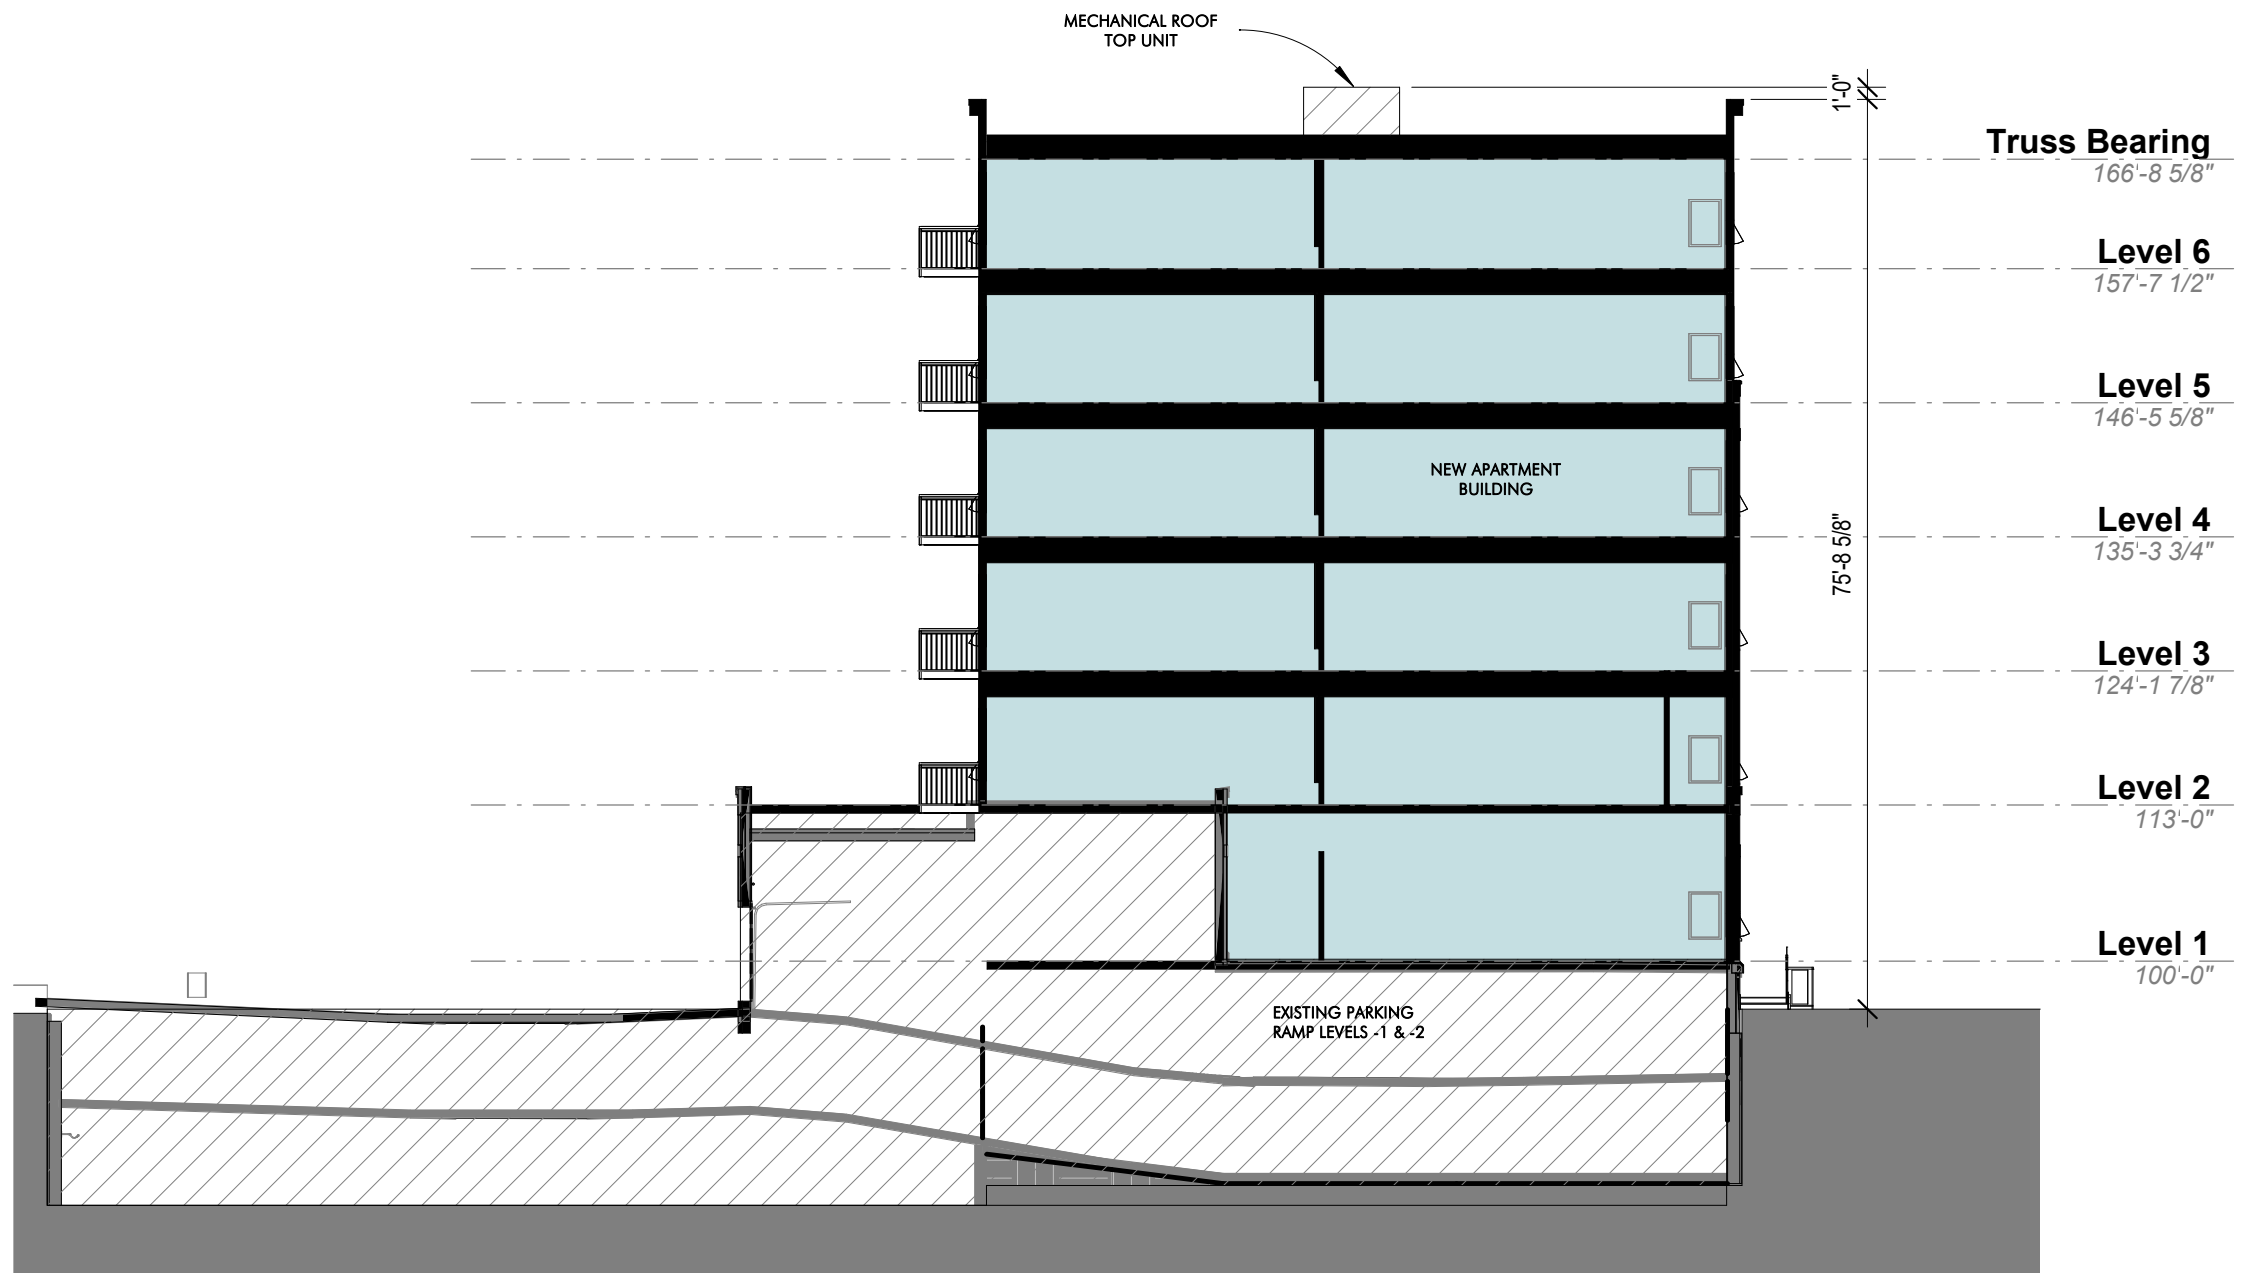 MECHANICAL ROOF
TOP UNIT
1'-0"
Truss Bearing
166'-8 5/8"
Level 6
157'-7 1/2"
Level 5
146'-5 5/8"
NEW APARTMENT
BUILDING
Level 4
135'-3 3/4"
75'-8 5/8"
Level 3
124'-1 7/8"
Level 2
113'-0"
Level 1
100'-0"
EXISTING PARKING
RAMP LEVELS -1 & -2